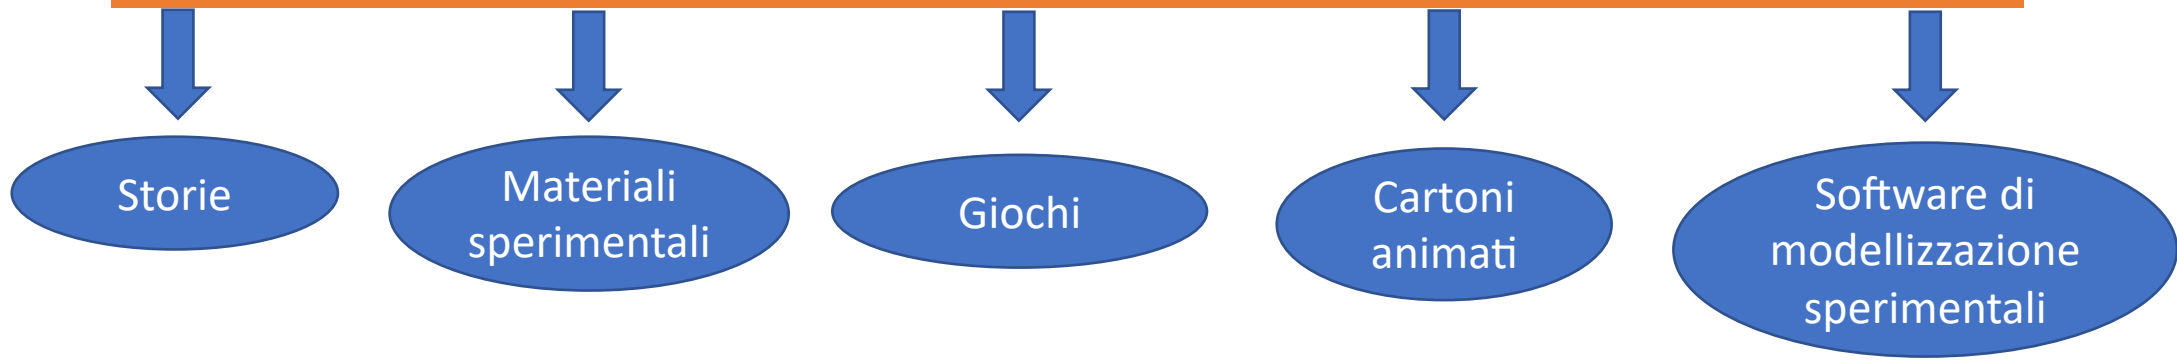 Storie
Materiali
sperimentali
Giochi
Cartoni
animati
Software di
modellizzazione
sperimentali